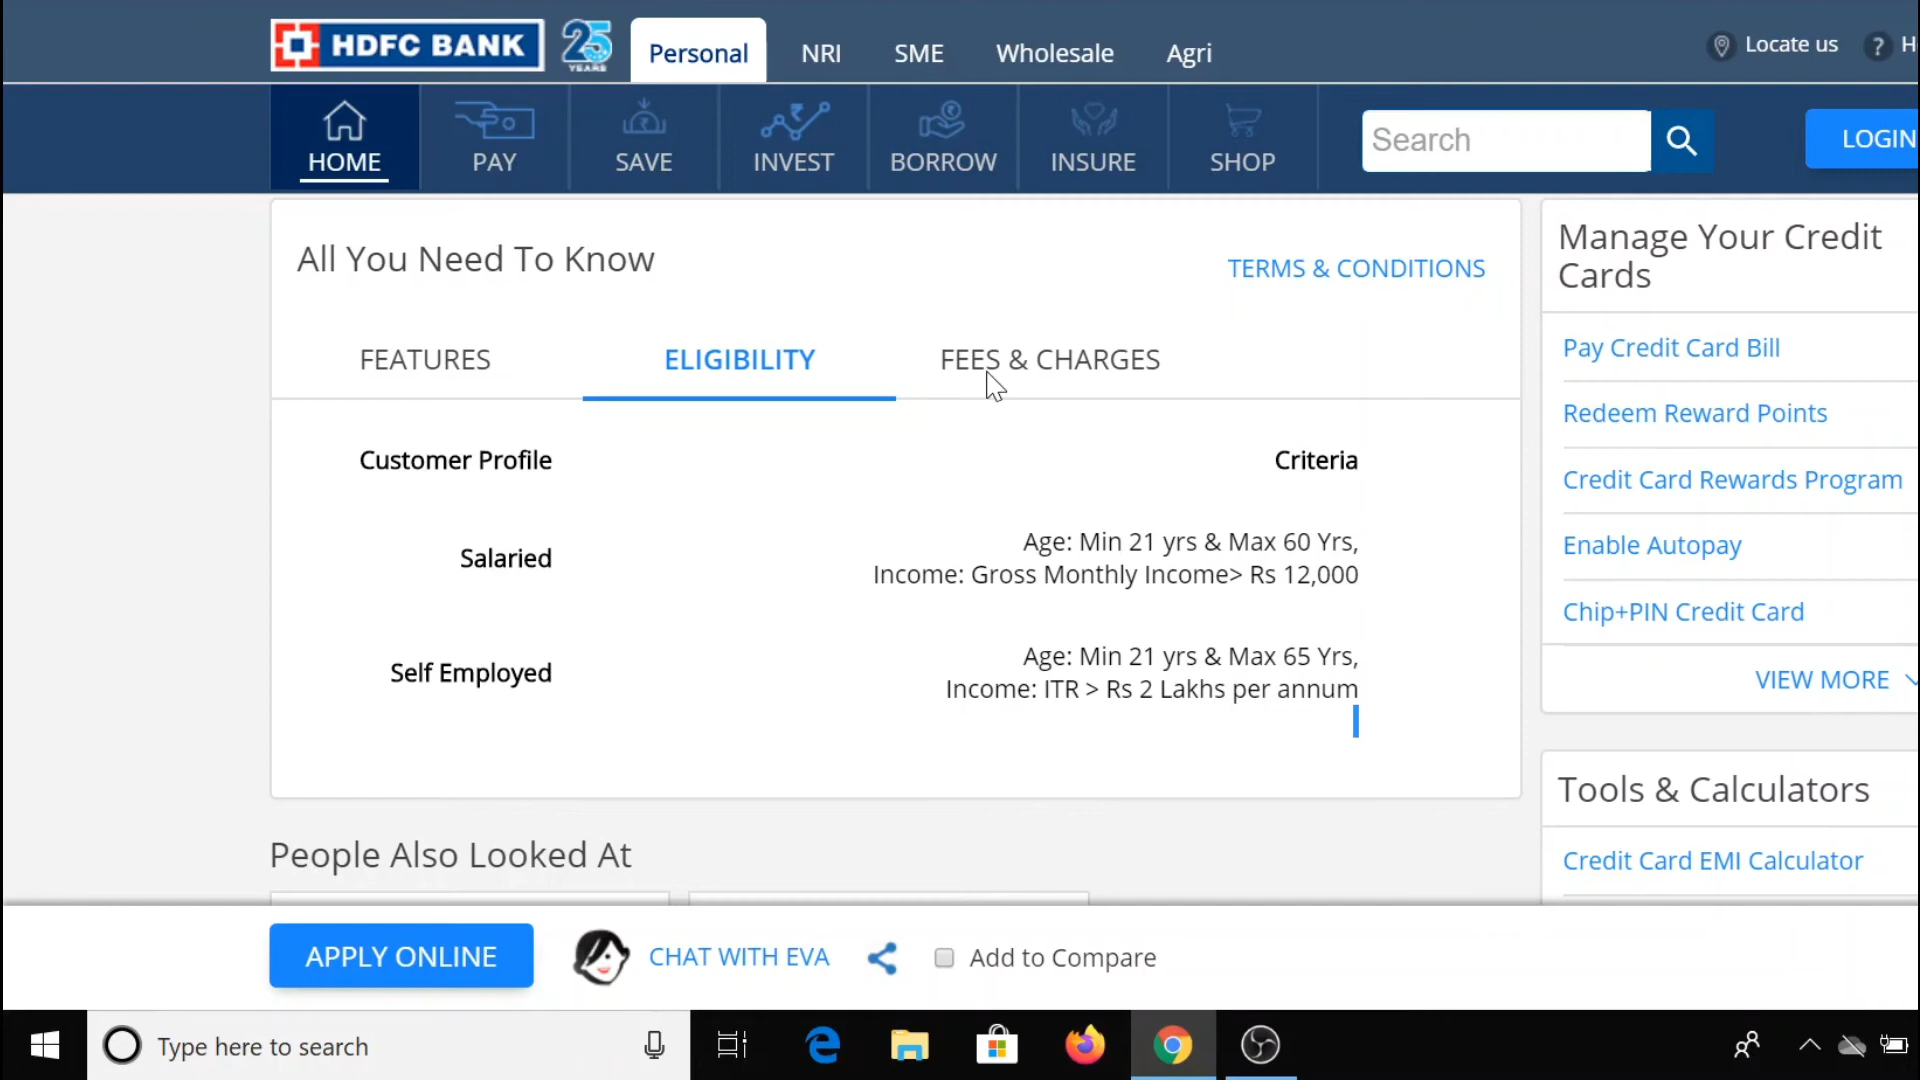 HDFC BANK
25
YEARS
Personal
NRI
SME
Wholesale
Agri
Locate us
?
HOME
PAY
SAVE
INVEST
BORROW
INSURE
SHOP
Search
LOGIN
All You Need To Know
TERMS & CONDITIONS
FEATURES
ELIGIBILITY
FEES & CHARGES
Customer Profile
Criteria
Salaried
Age: Min 21 yrs & Max 60 Yrs,
Income: Gross Monthly Income> Rs 12,000
Self Employed
Age: Min 21 yrs & Max 65 Yrs,
Income: ITR > Rs 2 Lakhs per annum
People Also Looked At
Manage Your Credit
Cards
Pay Credit Card Bill
Redeem Reward Points
Credit Card Rewards Program
Enable Autopay
Chip+PIN Credit Card
VIEW MORE
Tools & Calculators
Credit Card EMI Calculator
APPLY ONLINE
CHAT WITH EVA
Add to Compare
Type here to search